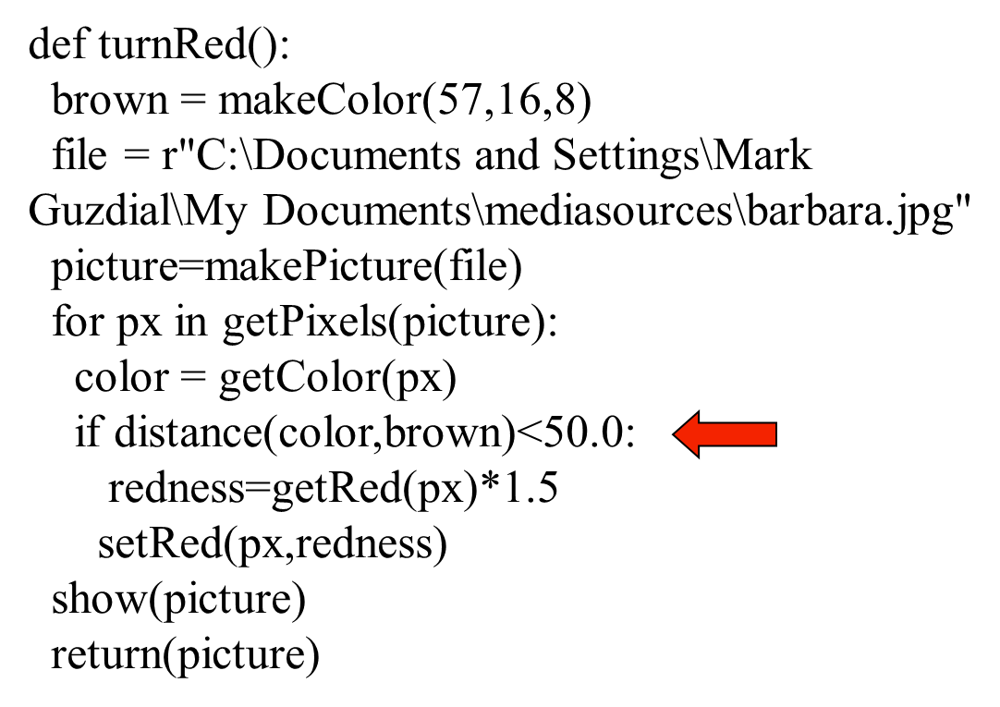 def turnRed():
  brown = makeColor(57,16,8)
  file = r"C:\Documents and Settings\Mark
Guzdial\My Documents\mediasources\barbara.jpg"
  picture=makePicture(file)
  for px in getPixels(picture):
    color = getColor(px)
    if distance(color,brown)<50.0:
       redness=getRed(px)*1.5
      setRed(px,redness)
  show(picture)
  return(picture)